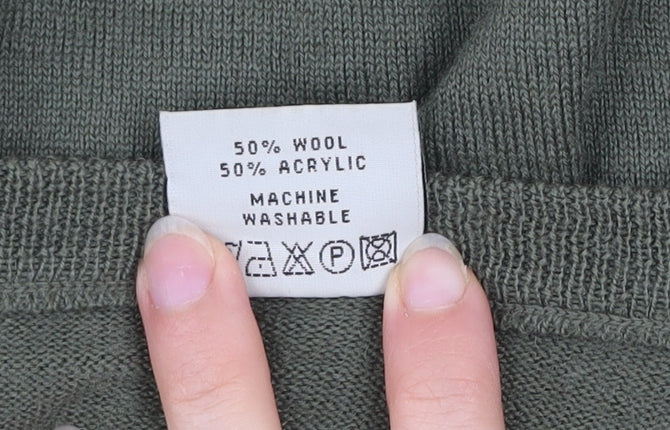 50% WOOL
50% ACRYLIC
MACHINE
WASHABLE
P